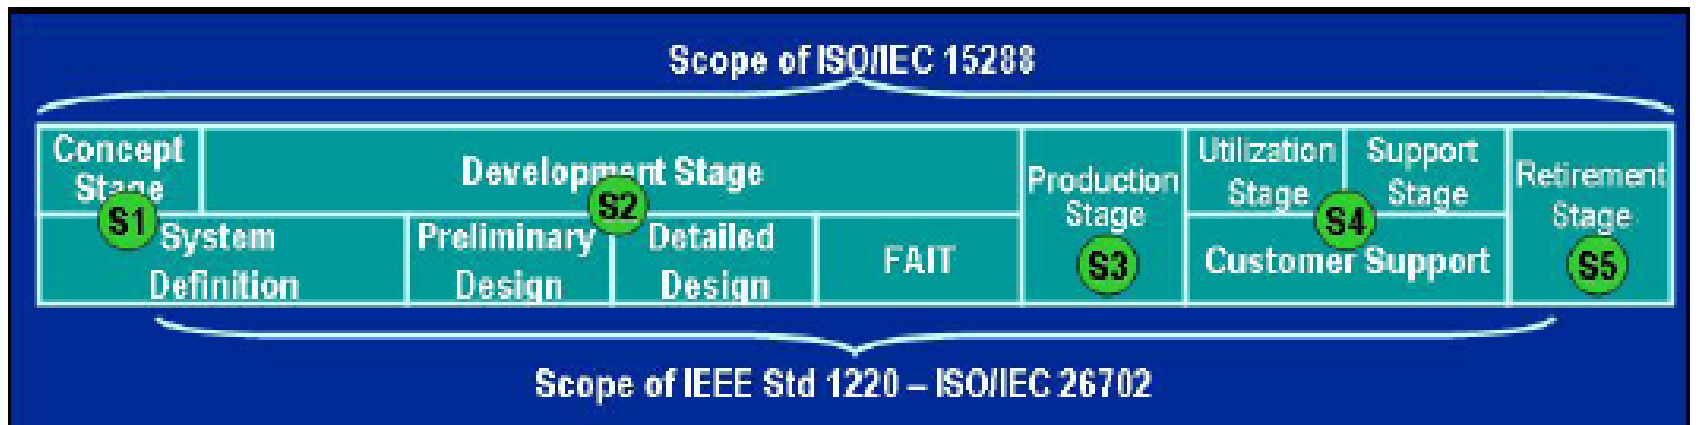 Scope of ISO/IEC 15288
Concept
Stage
S1
Development Stage
S2
Production
Stage
S3
Utilization
Stage
Support
Stage
S4
Retirement
Stage
S5
System
Definition
Preliminary
Design
Detailed
Design
FAIT
Customer Support
Scope of IEEE Std 1220 – ISO/IEC 26702